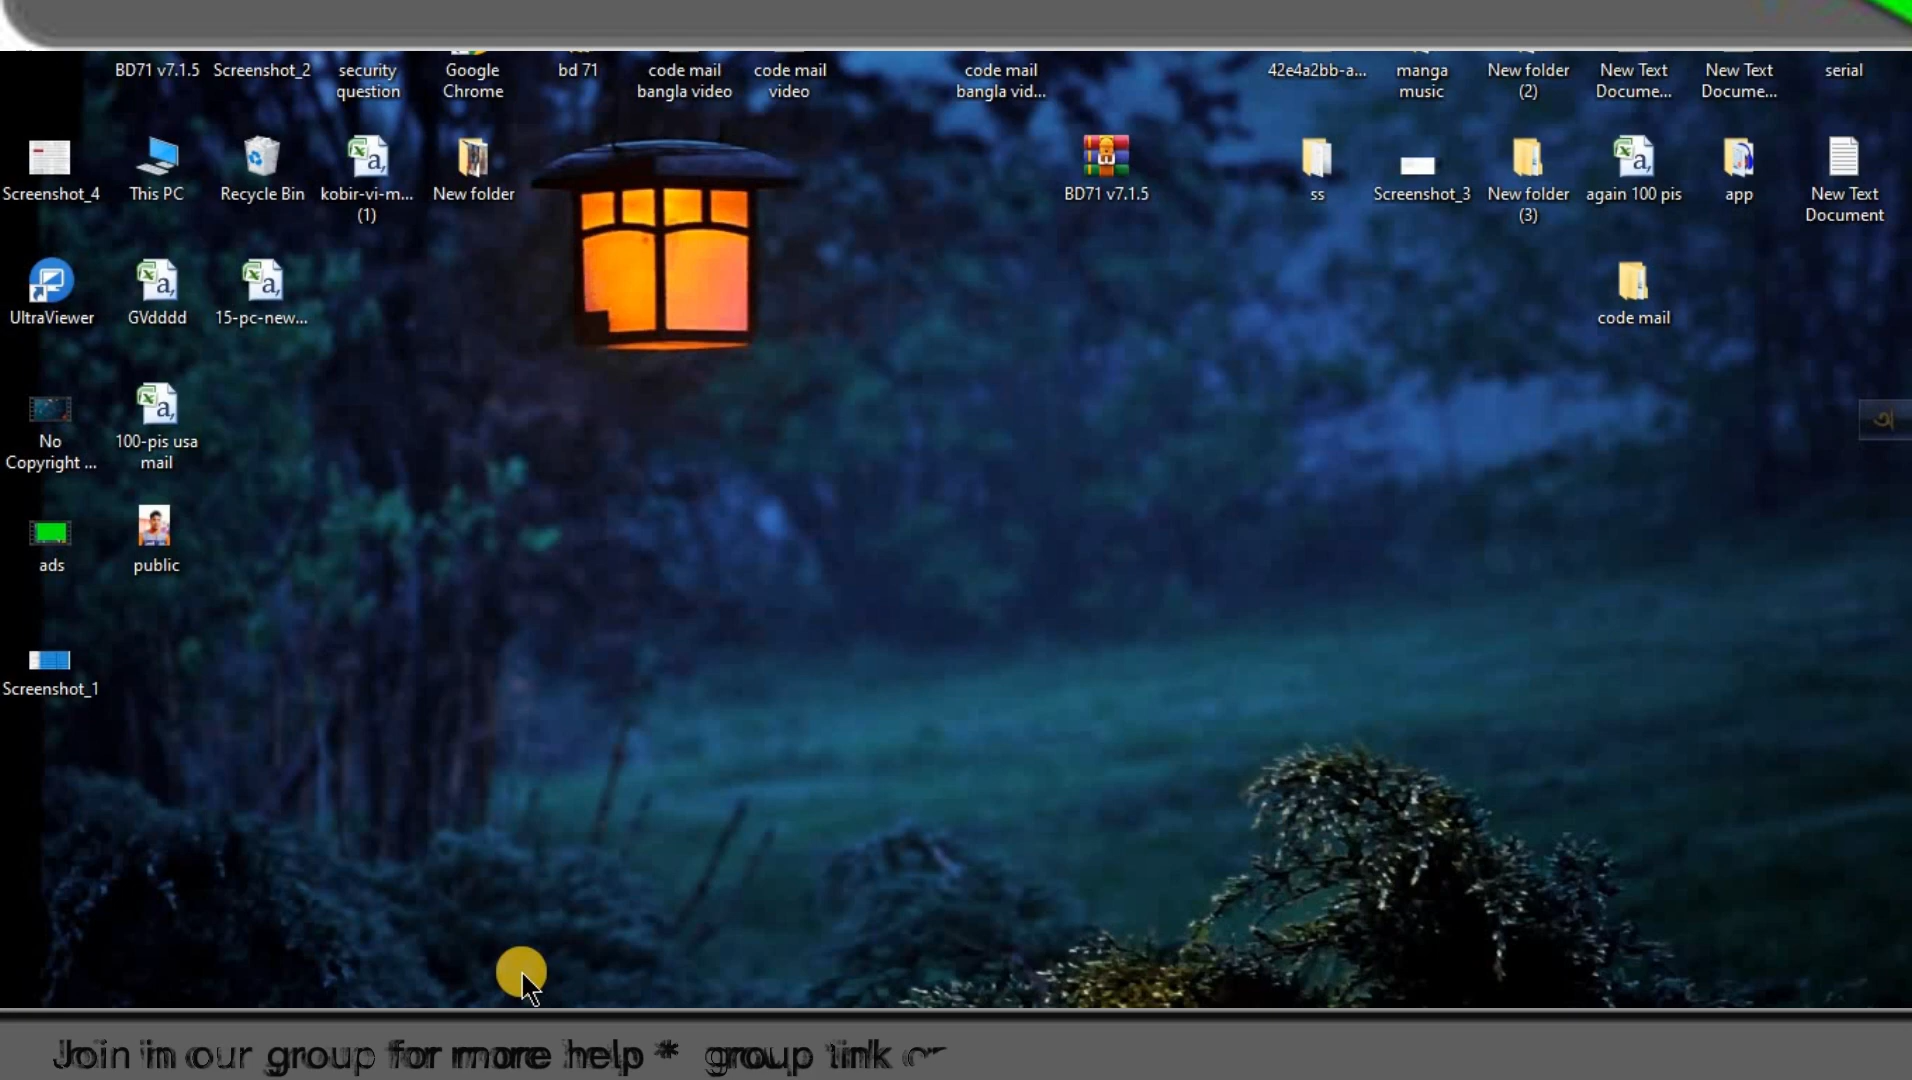 BD71 v7.1.5
Screenshot_2
security
question
Google
Chrome
bd 71
code mail
bangla video
code mail
video
code mail
bangla vid...
42e4a2bb-a...
manga
music
New folder
(2)
New Text
Docume...
New Text
Docume...
serial
Screenshot_4
This PC
Recycle Bin
kobir-vi-m...
(1)
New folder
BD71 v7.1.5
ss
Screenshot_3
New folder
(3)
again 100 pis
app
New Text
Document
UltraViewer
GVdddd
15-pc-new...
code mail
No
Copyright ...
100-pis usa
mail
অ
ads
public
Screenshot_1
Join in our group for more help * group link